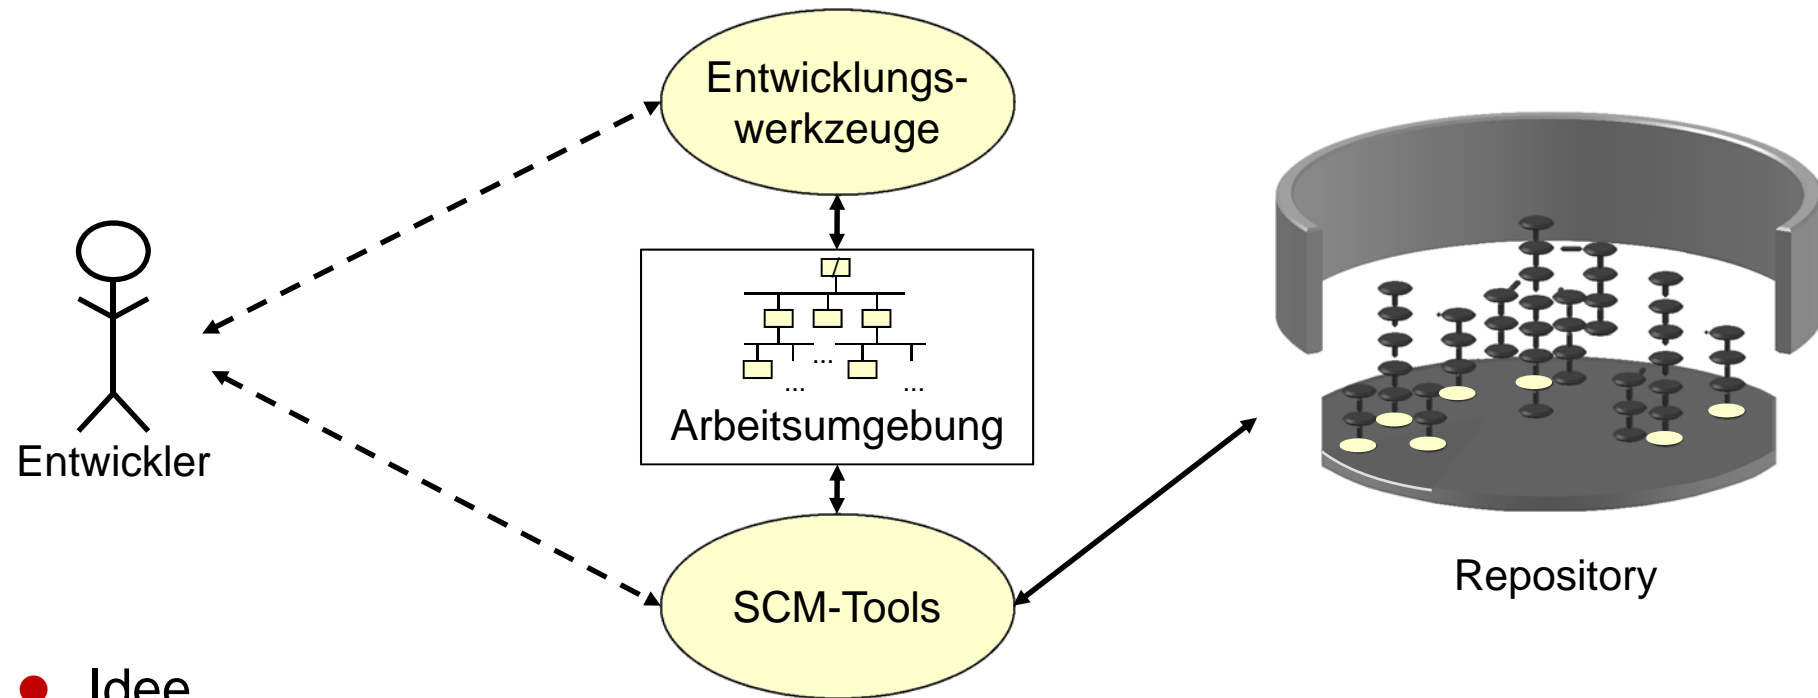 Entwicklungs-
werkzeuge
/
...
...
...
Arbeitsumgebung
Entwickler
SCM-Tools
Repository
Idee